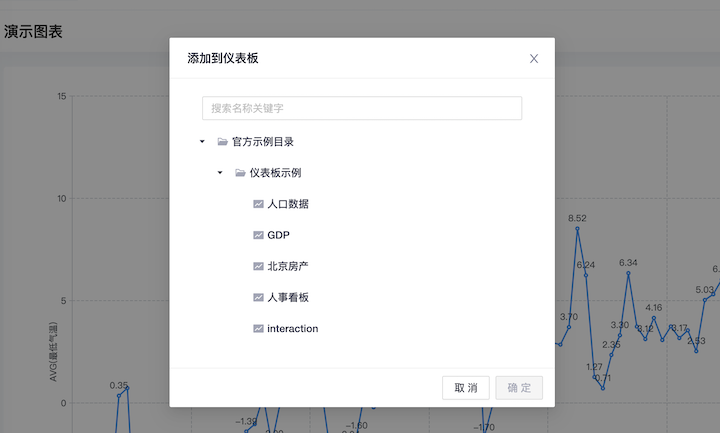 演示图表
添加到仪表板
搜索名称关键字
官方示例目录
仪表板示例
人口数据
GDP
北京房产
人事看板
interaction
取 消
确 定
15
10
5
0
AVG(最低气温)
0.35
-1.39
-1.60
-1.70
3.70
8.52
6.24
1.27
0.71
2.35
3.30
6.34
3.12
4.16
3.17
2.53
5.03